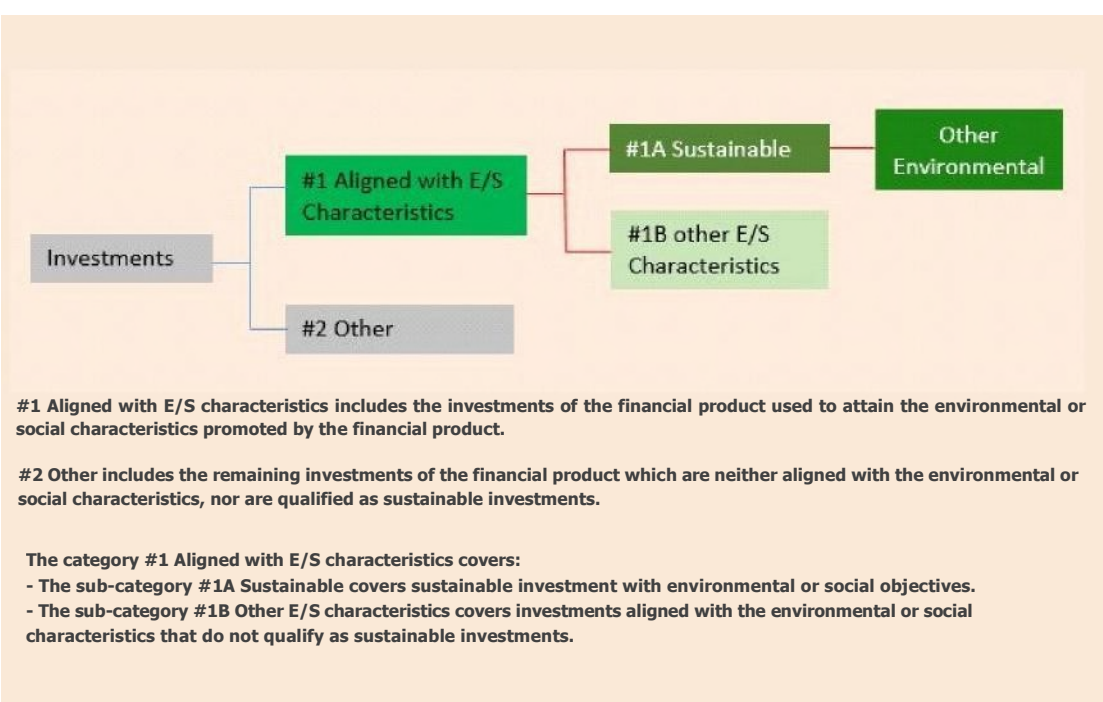 Other
Environmental
#1A Sustainable
#1 Aligned with E/S
Characteristics
#1B other E/S
Characteristics
Investments
#2 Other
#1 Aligned with E/S characteristics includes the investments of the financial product used to attain the environmental or
social characteristics promoted by the financial product.
#2 Other includes the remaining investments of the financial product which are neither aligned with the environmental or
social characteristics, nor are qualified as sustainable investments.
The category #1 Aligned with E/S characteristics covers:
- The sub-category #1A Sustainable covers sustainable investment with environmental or social objectives.
- The sub-category #1B Other E/S characteristics covers investments aligned with the environmental or social
characteristics that do not qualify as sustainable investments.